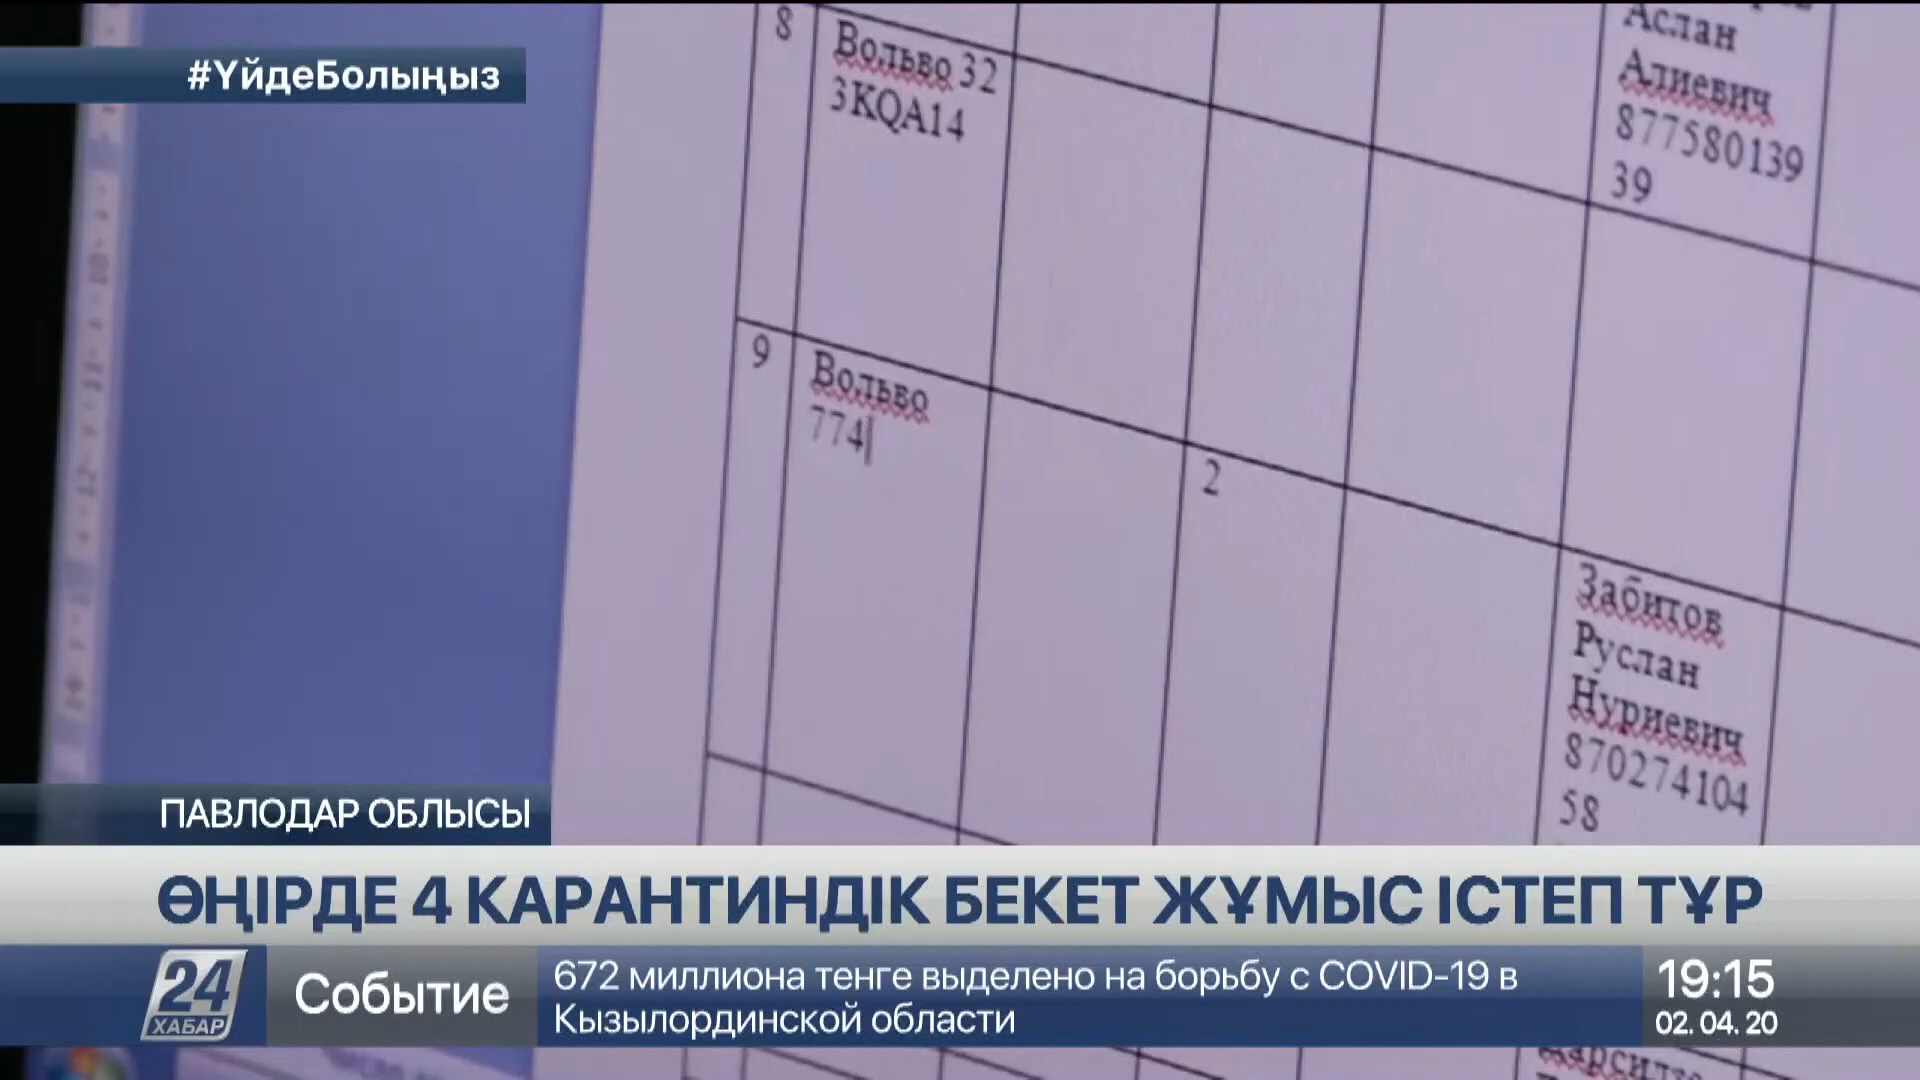 #ҮйдеБолыңыз
8
Вольво 32
3KQA14
Аслан
Алиевич
877580139
39
9
Вольво
774
2
Забитов
Руслан
Нуриевич
870274104
58
ПАВЛОДАР ОБЛЫСЫ
ӨҢІРДЕ 4 КАРАНТИНДІК БЕКЕТ ЖҰМЫС ІСТЕП ТҰР
24
ХАБАР
Событие
672 миллиона тенге выделено на борьбу с COVID-19 в
Кызылординской области
19:15
02. 04. 20